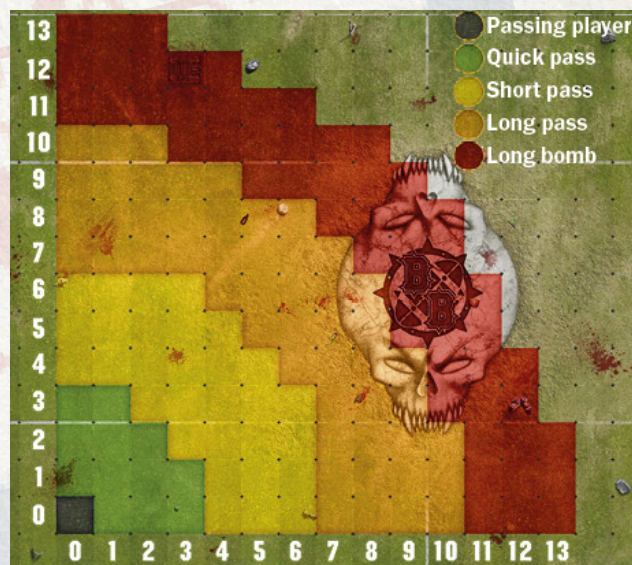 Passing player
Quick pass
Short pass
Long pass
Long bomb
13
12
11
10
9
8
7
6
5
4
3
2
1
0
B
B
0 1 2 3 4 5 6 7 8 9 10 11 12 13